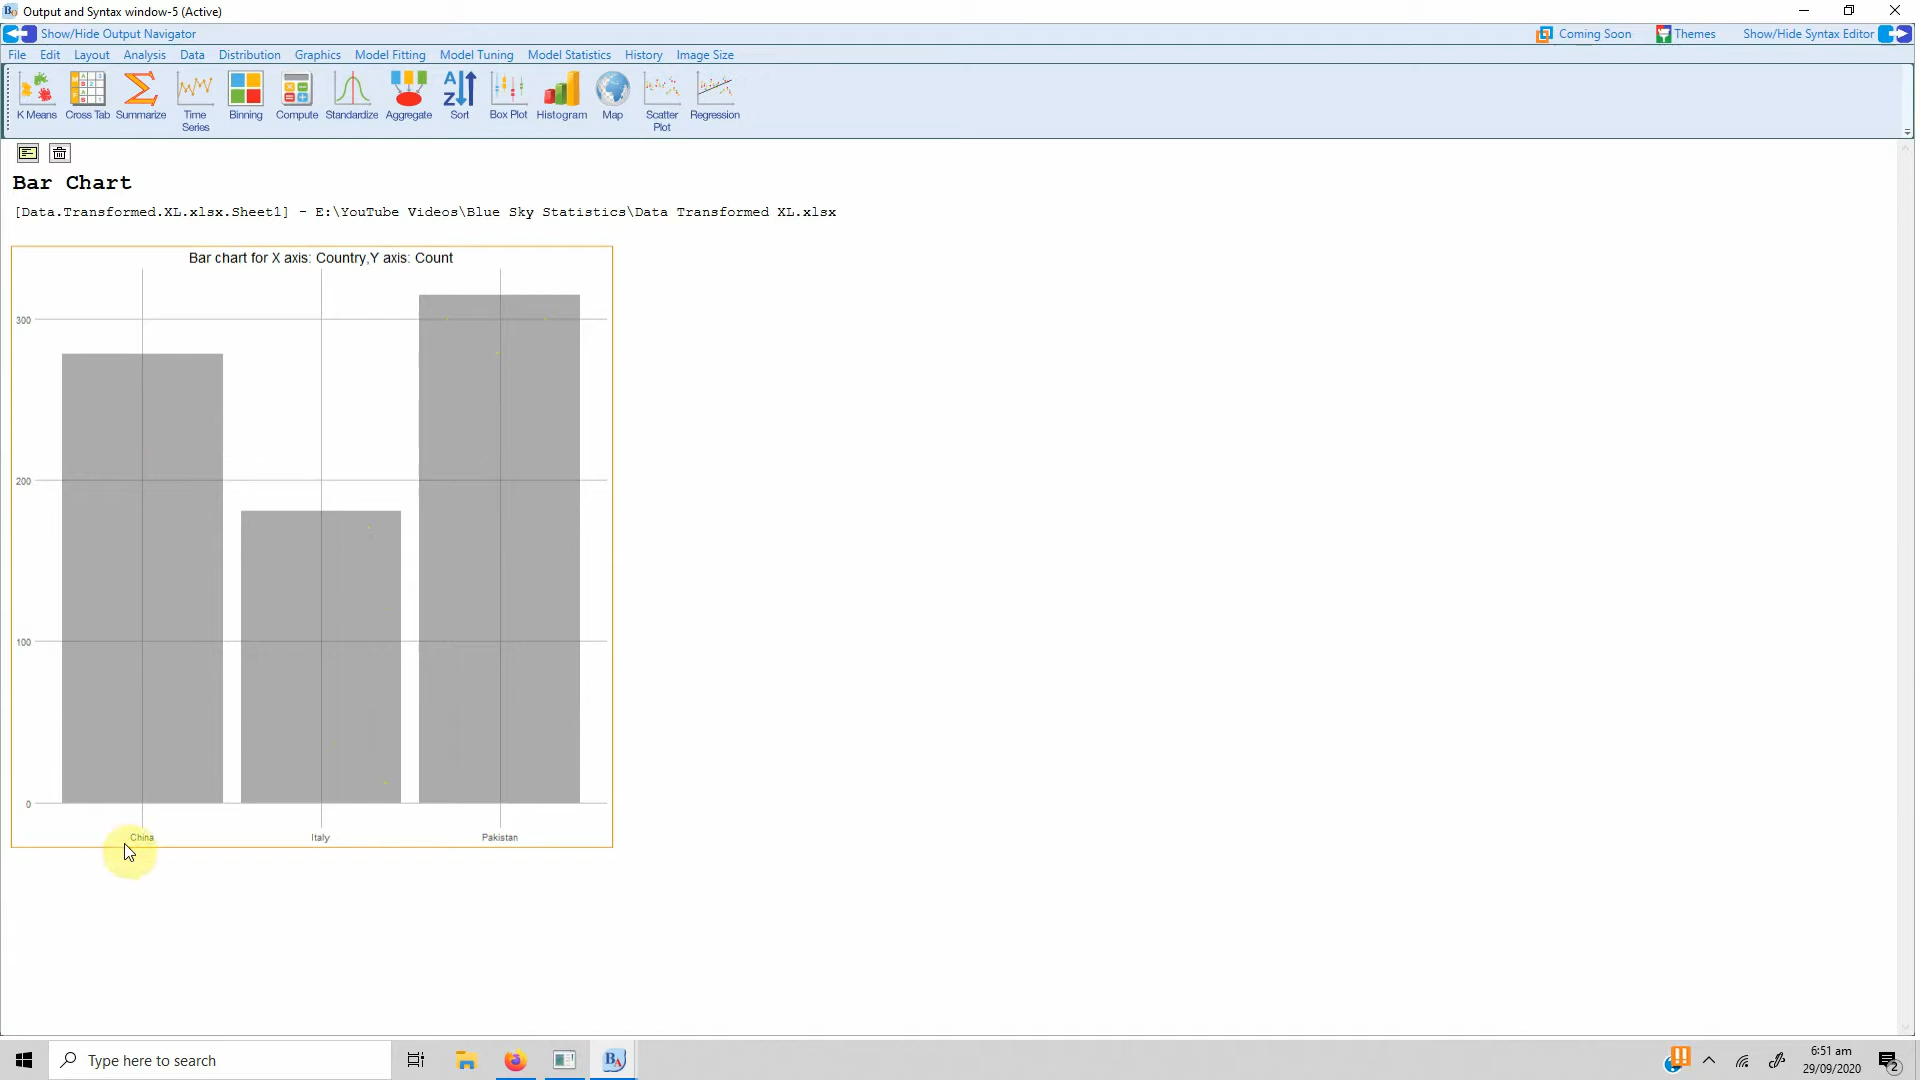 Output and Syntax window-5 (Active)
Show/Hide Output Navigator
Coming Soon
Themes
Show/Hide Syntax Editor
File Edit Layout Analysis Data Distribution Graphics Model Fitting Model Tuning Model Statistics History Image Size
K Means Cross Tab Summarize Time Series Binning Compute Standardize Aggregate Sort Box Plot Histogram Map Scatter Plot Regression
Bar Chart
[Data.Transformed.XL.xlsx.Sheet1] - E:\YouTube Videos\Blue Sky Statistics\Data Transformed XL.xlsx
Bar chart for X axis: Country,Y axis: Count
300
200
100
0
China Italy Pakistan
Type here to search
6:51 am
29/09/2020
2